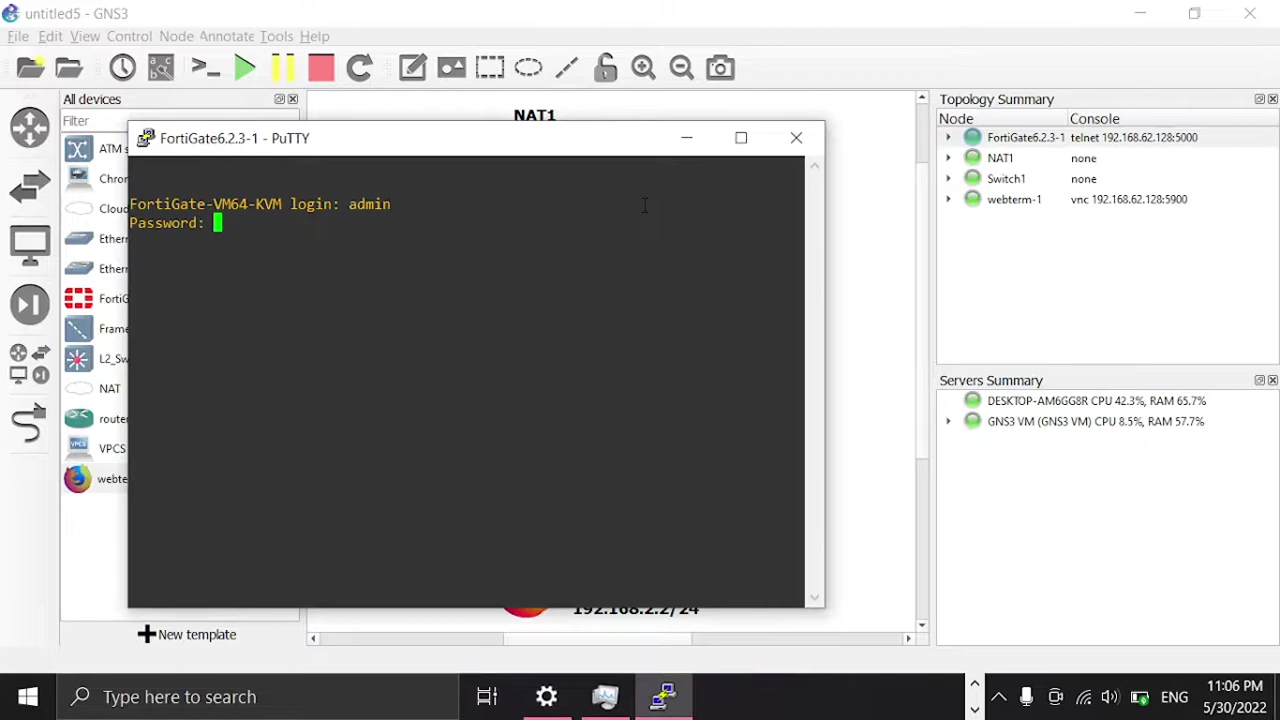 untitled5 - GNS3
File Edit View Control Node Annotate Tools Help
All devices
Filter
ATM s
Chro
Cloud
Ethern
Ethern
FortiG
Frame
L2_Sw
NAT
router
VPCS
webte
New template
NAT1
FortiGate6.2.3-1 - PuTTY
FortiGate-VM64-KVM login: admin
Password:
192.168.2.2/24
Topology Summary
Node Console
FortiGate6.2.3-1 telnet 192.168.62.128:5000
NAT1 none
Switch1 none
webterm-1 vnc 192.168.62.128:5900
Servers Summary
DESKTOP-AM6GG8R CPU 42.3%, RAM 65.7%
GNS3 VM (GNS3 VM) CPU 8.5%, RAM 57.7%
Type here to search
ENG
11:06 PM
5/30/2022